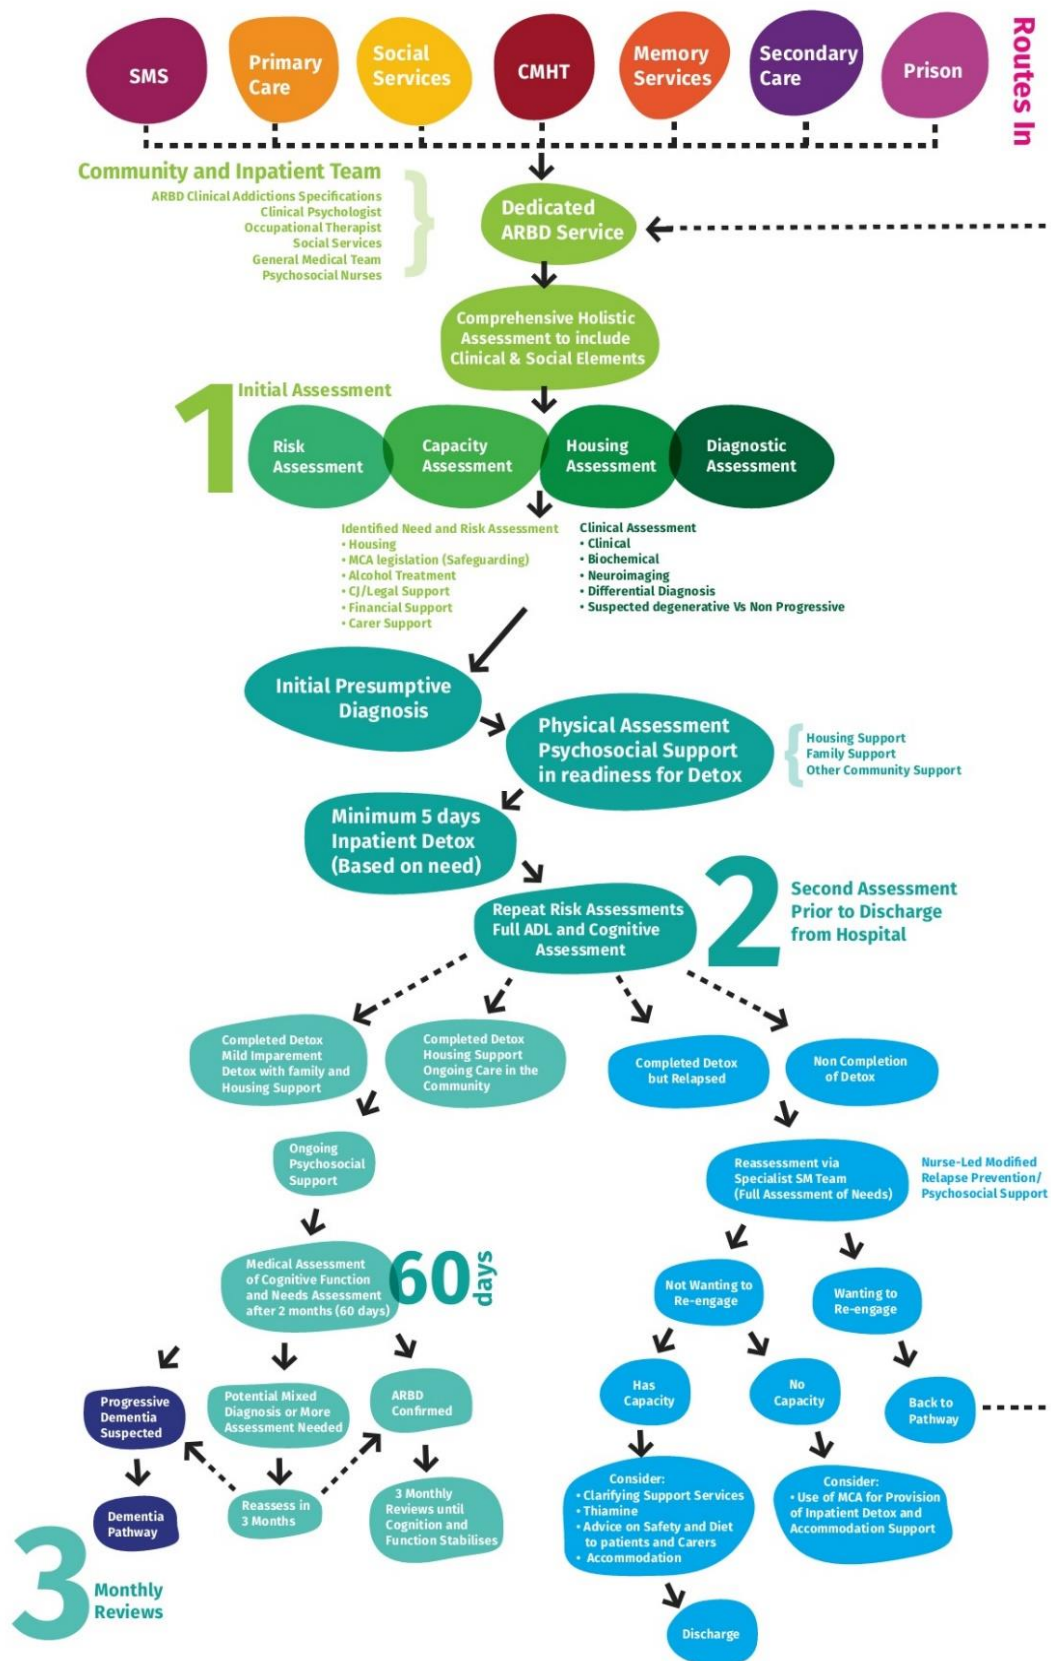 SMS
Primary
Care
Social
Services
CMHT
Memory
Services
Secondary
Care
Prison
Routes In
Community and Inpatient Team
ARBD Clinical Addictions Specifications
Clinical Psychologist
Occupational Therapist
Social Services
General Medical Team
Psychosocial Nurses
Dedicated
ARBD Service
Comprehensive Holistic
Assessment to include
Clinical & Social Elements
1
Initial Assessment
Risk
Assessment
Capacity
Assessment
Housing
Assessment
Diagnostic
Assessment
Identified Need and Risk Assessment
• Housing
• MCA legislation (Safeguarding)
• Alcohol Treatment
• CJ/Legal Support
• Financial Support
• Carer Support
Clinical Assessment
• Clinical
• Biochemical
• Neuroimaging
• Differential Diagnosis
• Suspected degenerative Vs Non Progressive
Initial Presumptive
Diagnosis
Physical Assessment
Psychosocial Support
in readiness for Detox
Housing Support
Family Support
Other Community Support
Minimum 5 days
Inpatient Detox
(Based on need)
Repeat Risk Assessments
Full ADL and Cognitive
Assessment
2
Second Assessment
Prior to Discharge
from Hospital
Completed Detox
Mild Imparement
Detox with family and
Housing Support
Completed Detox
Housing Support
Ongoing Care in the
Community
Completed Detox
but Relapsed
Non Completion
of Detox
Ongoing
Psychosocial
Support
Reassessment via
Specialist SM Team
(Full Assessment of Needs)
Nurse-Led Modified
Relapse Prevention/
Psychosocial Support
Medical Assessment
of Cognitive Function
and Needs Assessment
after 2 months (60 days)
60
days
Not Wanting to
Re-engage
Wanting to
Re-engage
Progressive
Dementia
Suspected
Potential Mixed
Diagnosis or More
Assessment Needed
ARBD
Confirmed
Has
Capacity
No
Capacity
Back to
Pathway
Dementia
Pathway
Reassess in
3 Months
3 Monthly
Reviews until
Cognition and
Function Stabilises
Consider:
• Clarifying Support Services
• Thiamine
• Advice on Safety and Diet
to patients and Carers
• Accommodation
Consider:
• Use of MCA for Provision
of Inpatient Detox and
Accommodation Support
3
Monthly
Reviews
Discharge